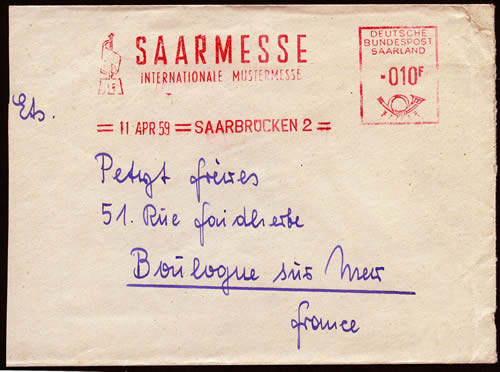 SAARMESSE
INTERNATIONALE MUSTERMESSE
DEUTSCHE
BUNDESPOST
SAARLAND
·010F
= 11 APR 59 = SAARBRÜCKEN 2 =
Ets.
Petyt frères
51. Rue faidherbe
Boulogne sur Mer
france